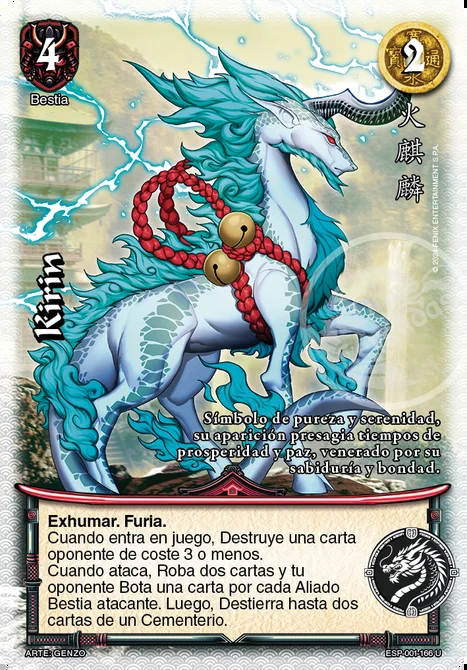 4
Bestia
2
火麒麟
© 2024 FENIX ENTERTAINMENT S.P.A.
Kirin
Símbolo de pureza y serenidad,
su aparición presagia tiempos de
prosperidad y paz, venerado por su
sabiduría y bondad.
Exhumar. Furia.
Cuando entra en juego, Destruye una carta
oponente de coste 3 o menos.
Cuando ataca, Roba dos cartas y tu
oponente Bota una carta por cada Aliado
Bestia atacante. Luego, Destierra hasta dos
cartas de un Cementerio.
ARTE: GENZO
ESP-001-166 U